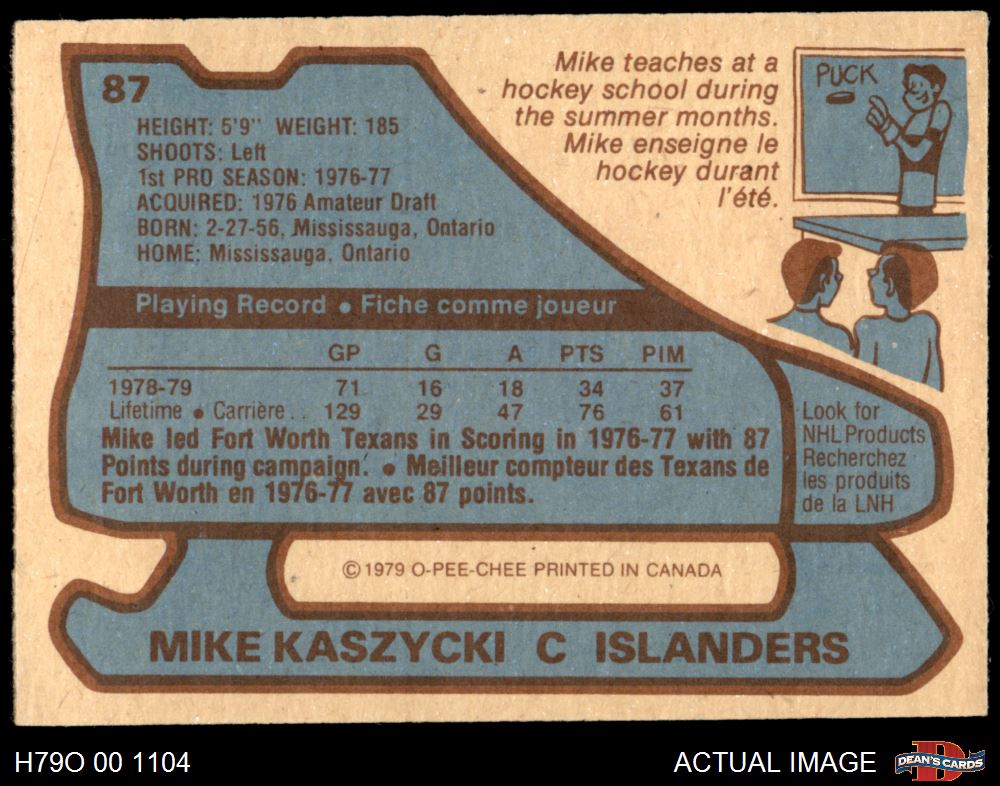 87
HEIGHT: 5'9" WEIGHT: 185
SHOOTS: Left
1st PRO SEASON: 1976-77
ACQUIRED: 1976 Amateur Draft
BORN: 2-27-56, Mississauga, Ontario
HOME: Mississauga, Ontario
Mike teaches at a
hockey school during
the summer months.
Mike enseigne le
hockey durant
l'été.
PUCK
Playing Record • Fiche comme joueur
GP G A PTS PIM
1978-79 71 16 18 34 37
Lifetime • Carrière . . 129 29 47 76 61
Mike led Fort Worth Texans in Scoring in 1976-77 with 87
Points during campaign. • Meilleur compteur des Texans de
Fort Worth en 1976-77 avec 87 points.
Look for
NHL Products
Recherchez
les produits
de la LNH
© 1979 O-PEE-CHEE PRINTED IN CANADA
MIKE KASZYCKI C ISLANDERS
H79O 00 1104
ACTUAL IMAGE
D
DEAN'S CARDS